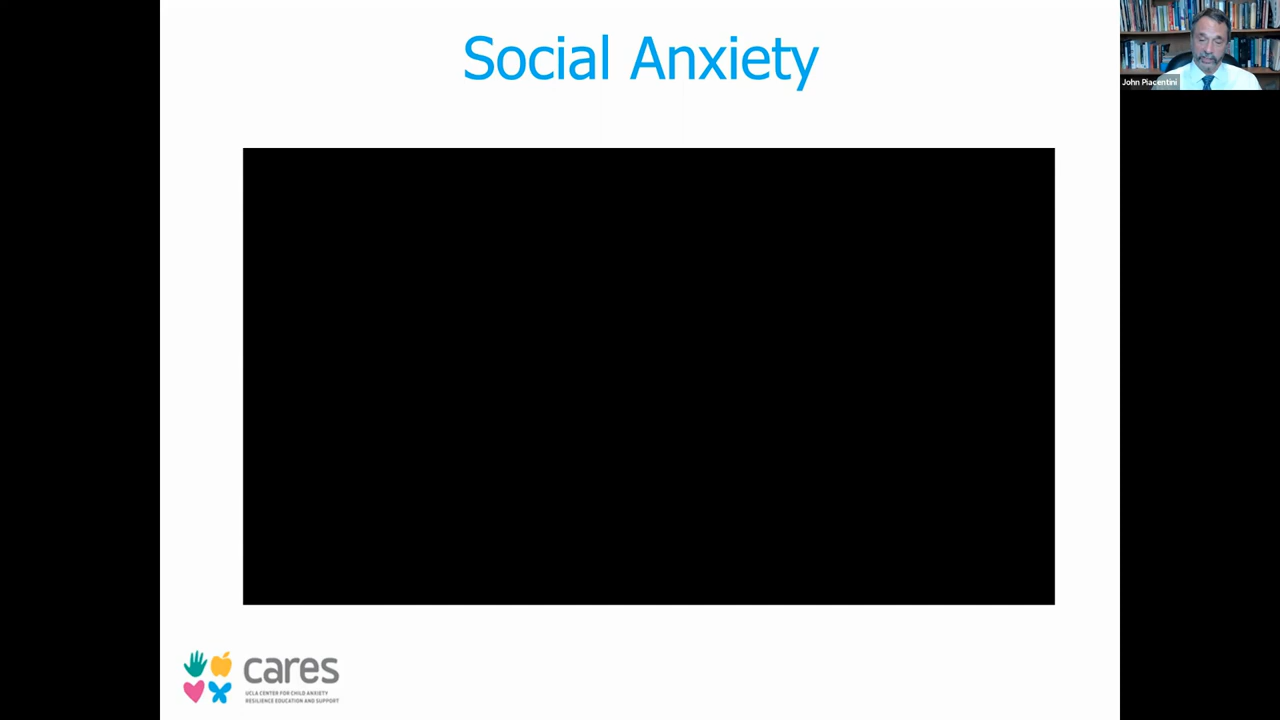 Social Anxiety
John Piacentini
cares
UCLA CENTER FOR CHILD ANXIETY
RESILIENCE EDUCATION AND SUPPORT